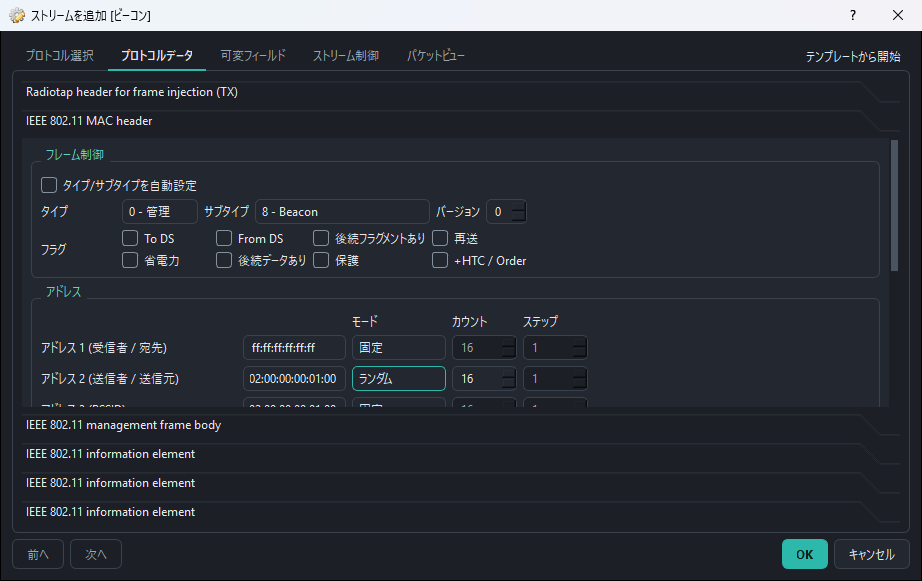 ストリームを追加 [ビーコン] ?
プロトコル選択 プロトコルデータ 可変フィールド ストリーム制御 パケットビュー テンプレートから開始
Radiotap header for frame injection (TX)
IEEE 802.11 MAC header
フレーム制御
タイプ/サブタイプを自動設定
タイプ 0 - 管理 サブタイプ 8 - Beacon バージョン 0
フラグ
To DS From DS 後続フラグメントあり 再送
省電力 後続データあり 保護 +HTC / Order
アドレス
モード カウント ステップ
アドレス 1 (受信者 / 宛先) ff:ff:ff:ff:ff:ff 固定 16 1
アドレス 2 (送信者 / 送信元) 02:00:00:00:01:00 ランダム 16 1
IEEE 802.11 management frame body
IEEE 802.11 information element
IEEE 802.11 information element
IEEE 802.11 information element
前へ 次へ OK キャンセル